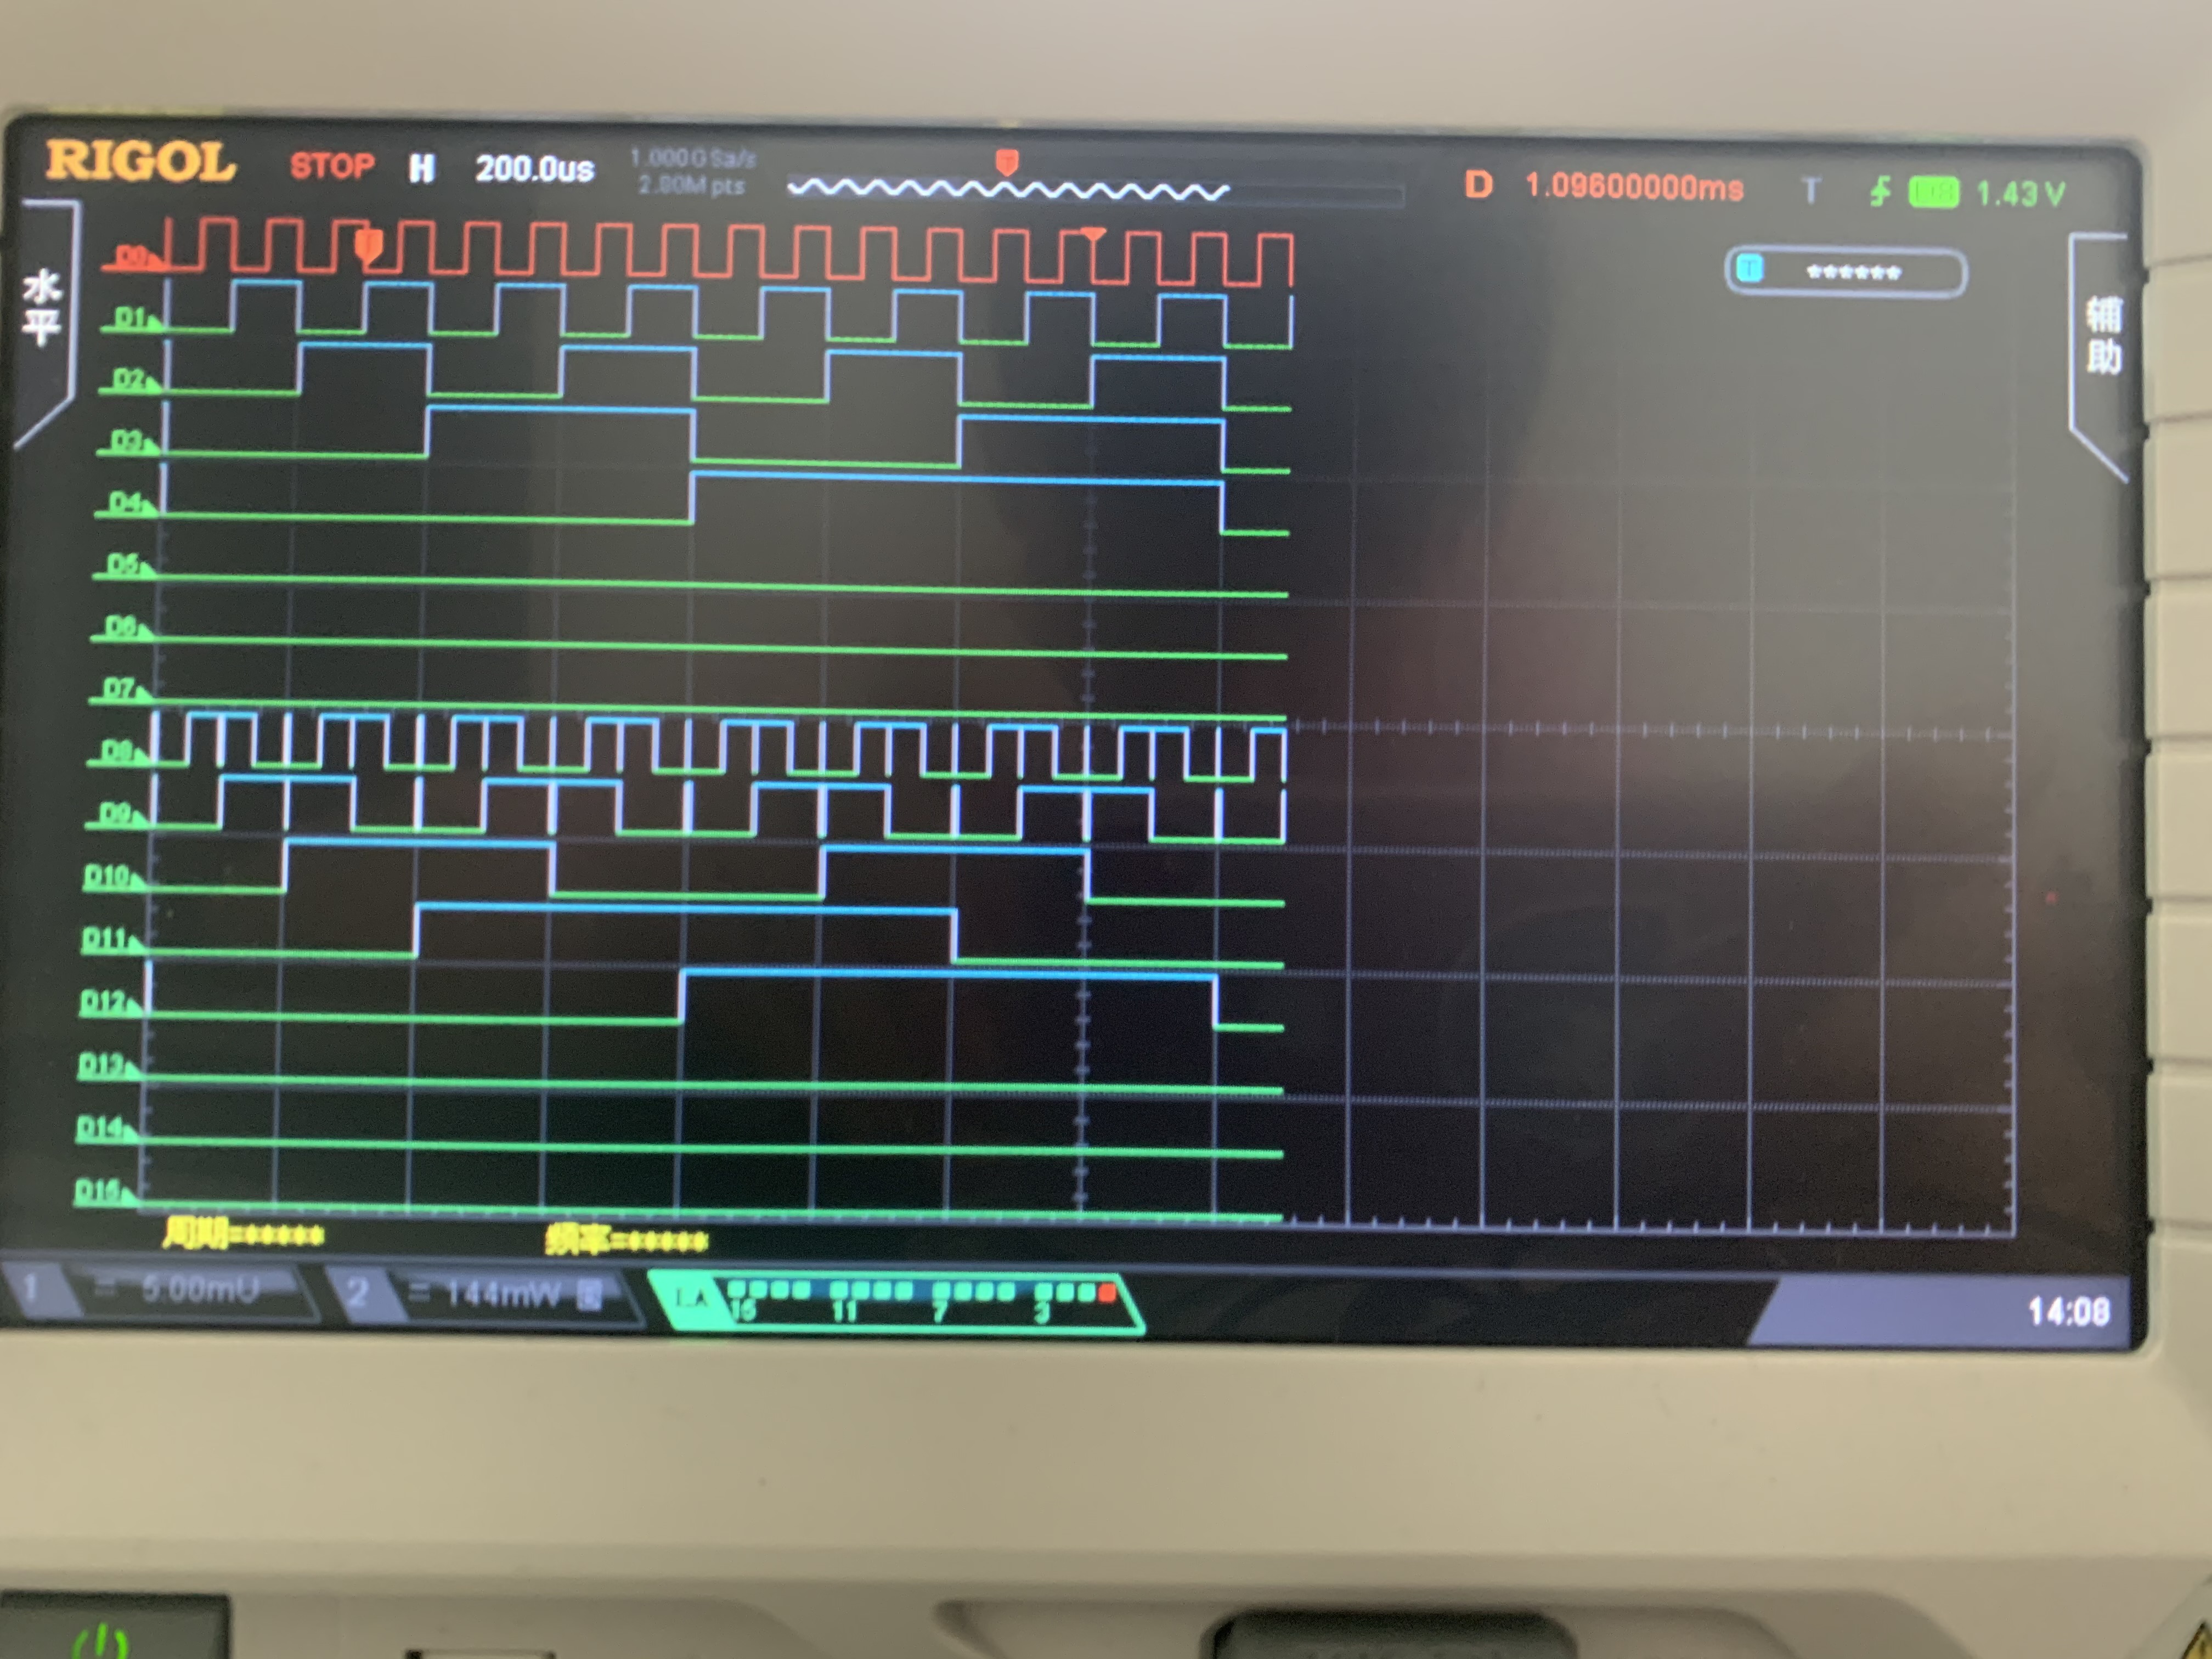 RIGOL STOP H 200.0us 1.000GSa/s D 1.09600000ms T 1.43 V
2.80M pts
水平
辅助
T ******
D0
D1
D2
D3
D4
D5
D6
D7
D8
D9
D10
D11
D12
D13
D14
D15
周期=***** 频率=*****
1 = 5.00mV 2 = 144mW LA 15 11 7 3 14:08